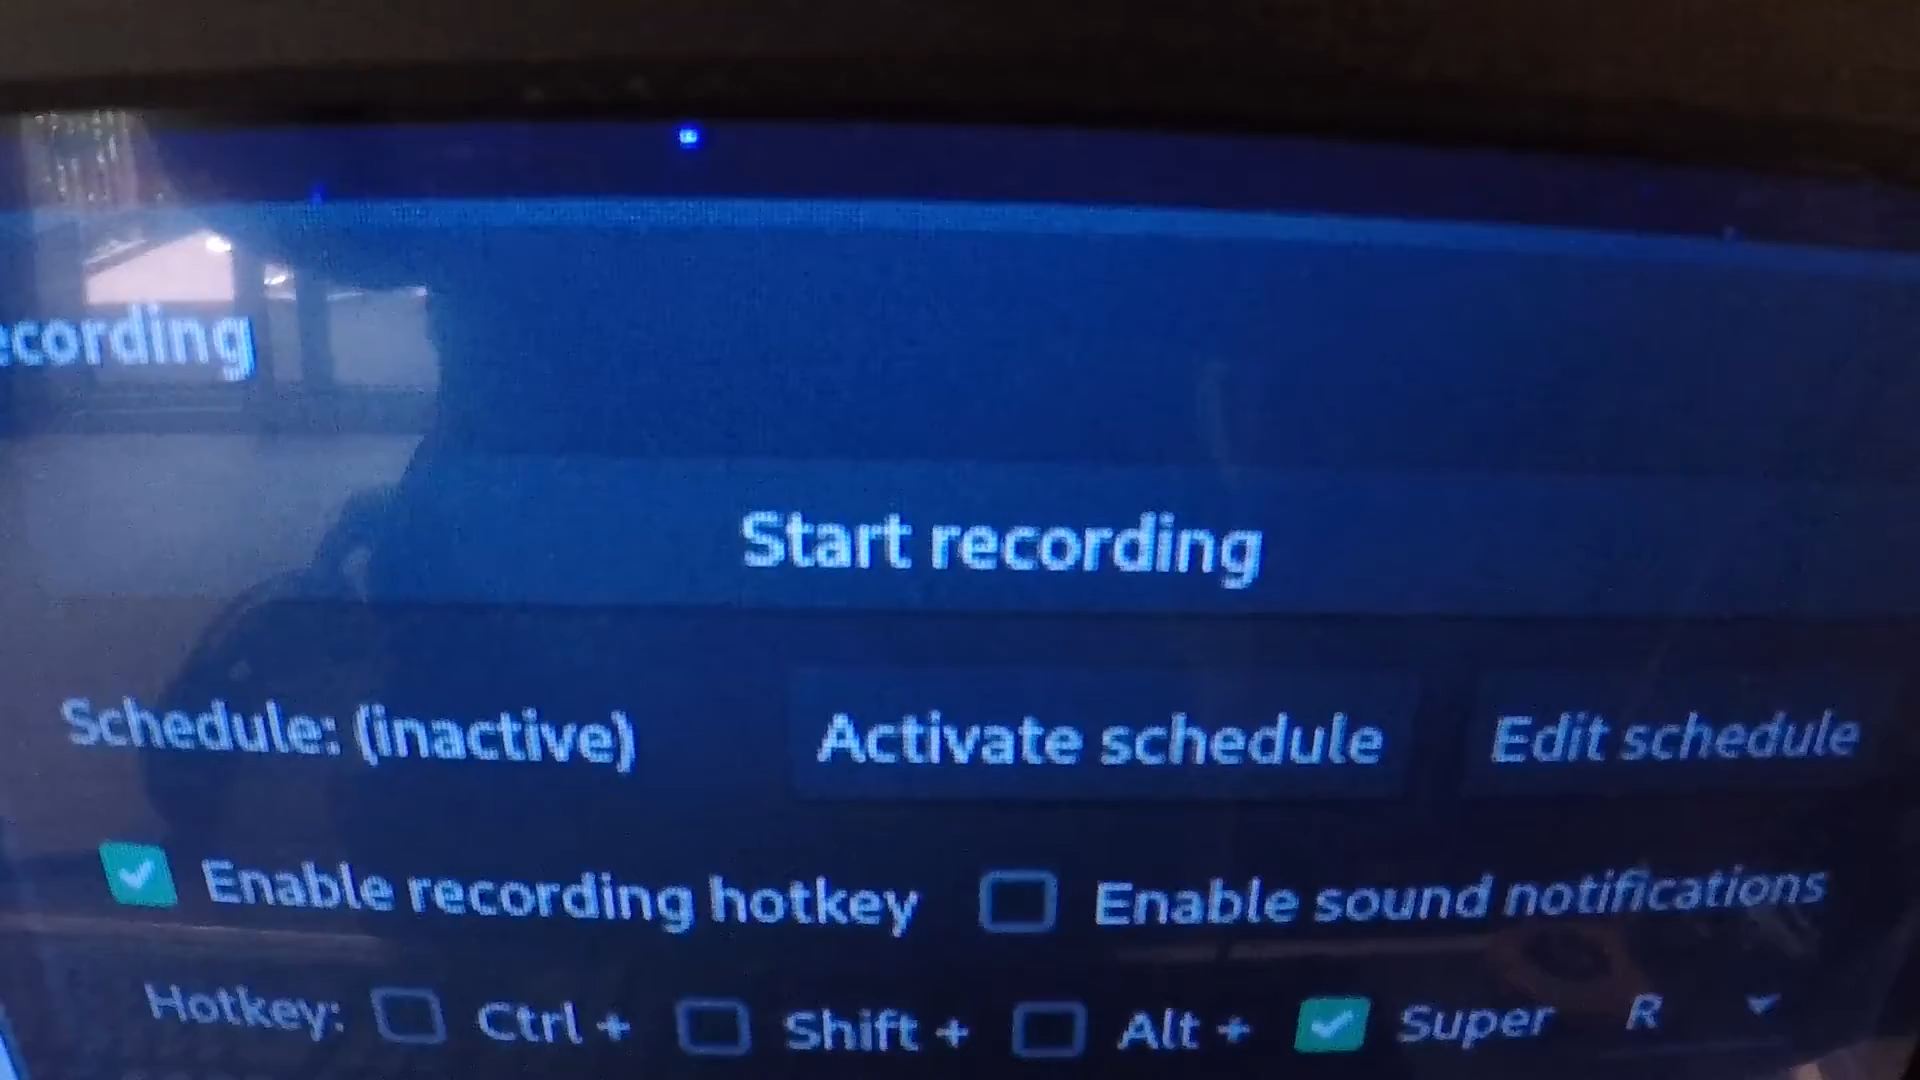 ecording
Start recording
Schedule: (inactive) Activate schedule Edit schedule
Enable recording hotkey Enable sound notifications
Hotkey: Ctrl + Shift + Alt + Super R